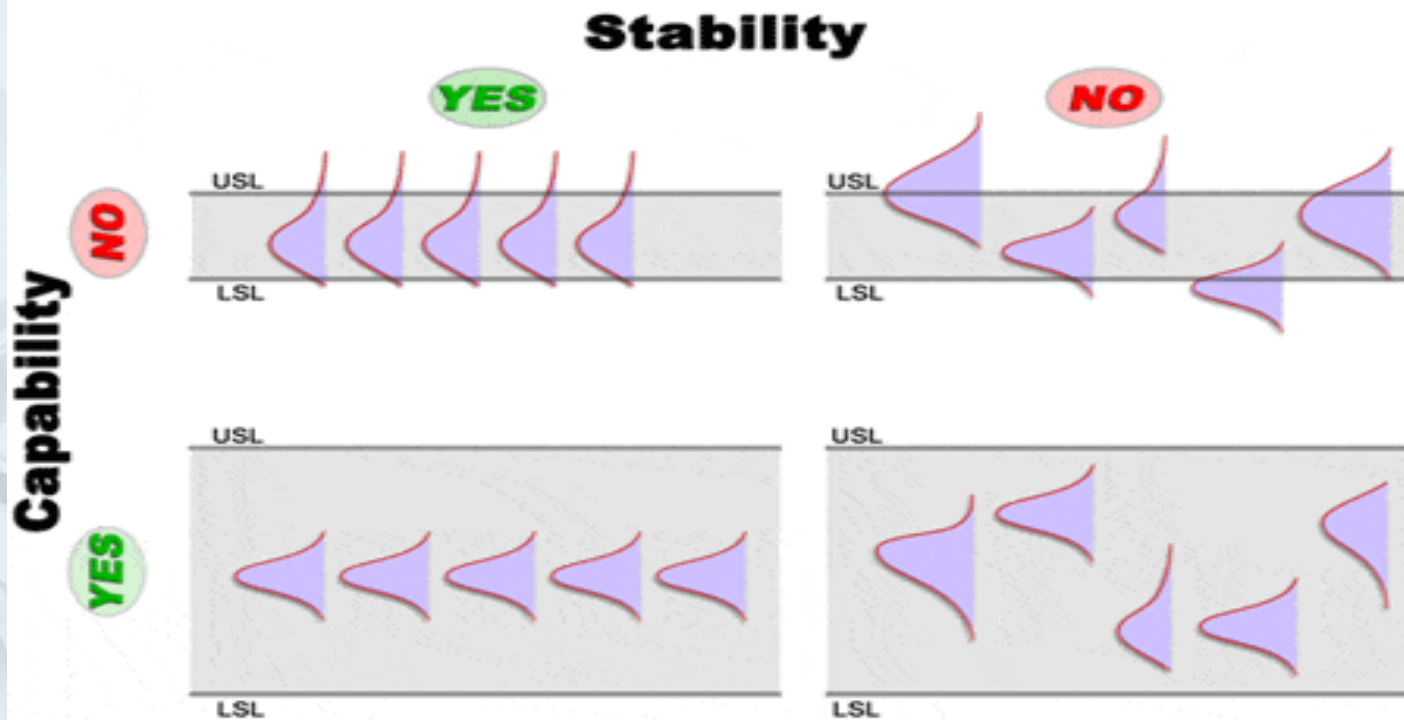 Stability
YES
NO
Capability
NO
USL
LSL
USL
LSL
YES
USL
LSL
USL
LSL